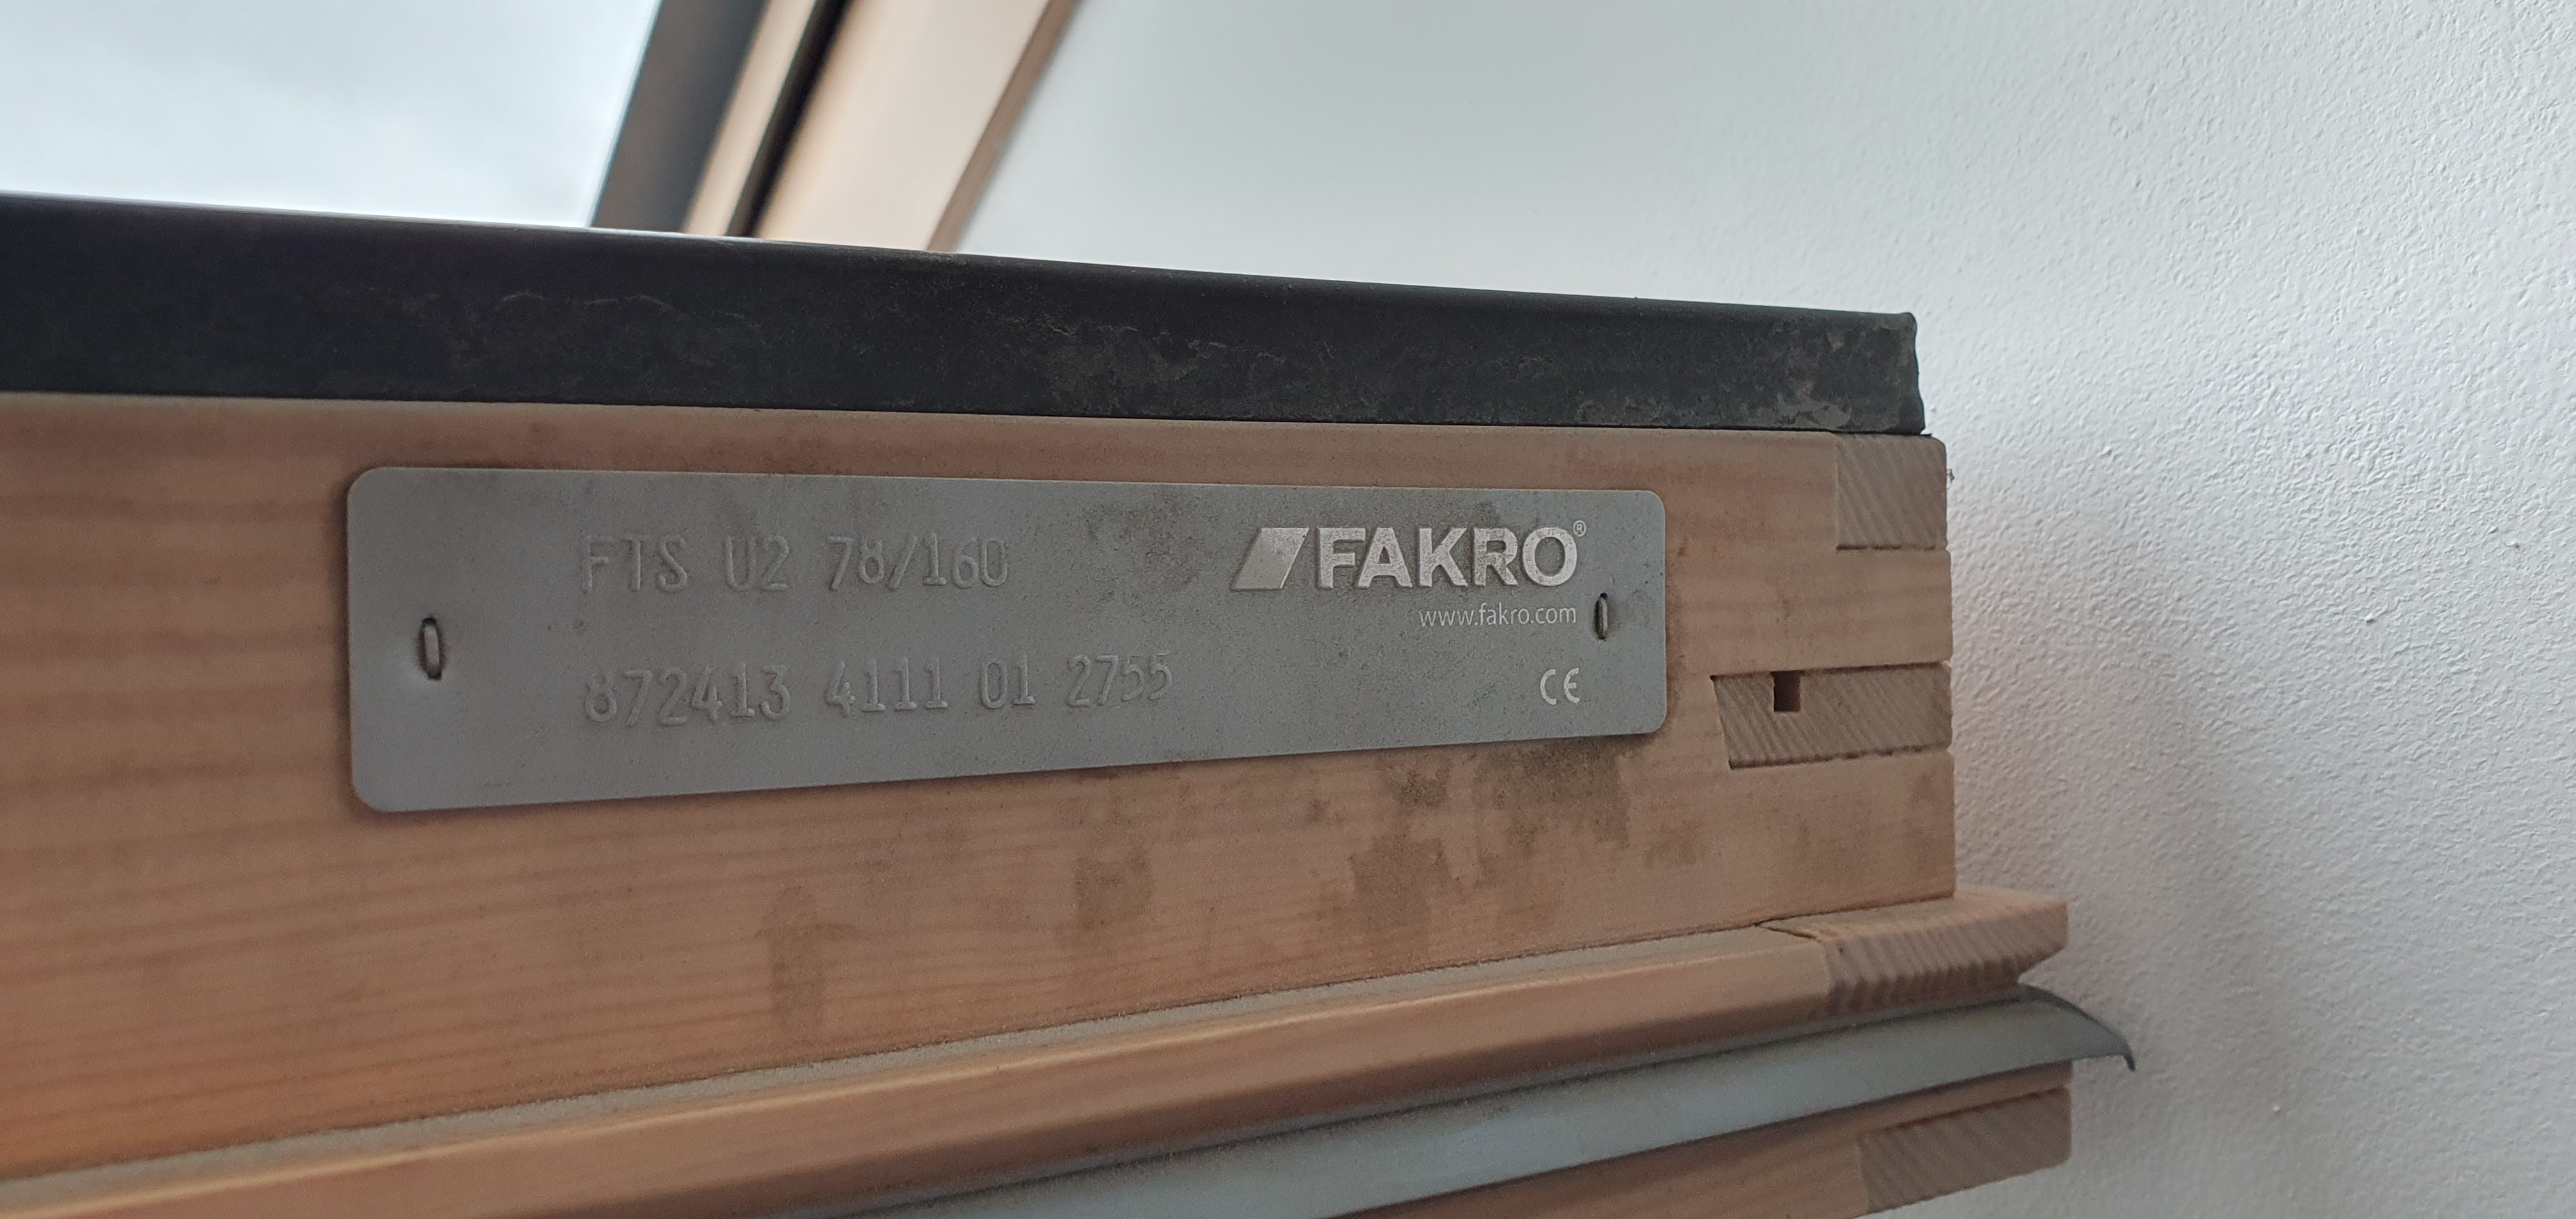 FTS U2 78/160
FAKRO®
www.fakro.com
872413 4111 01 2755
CE